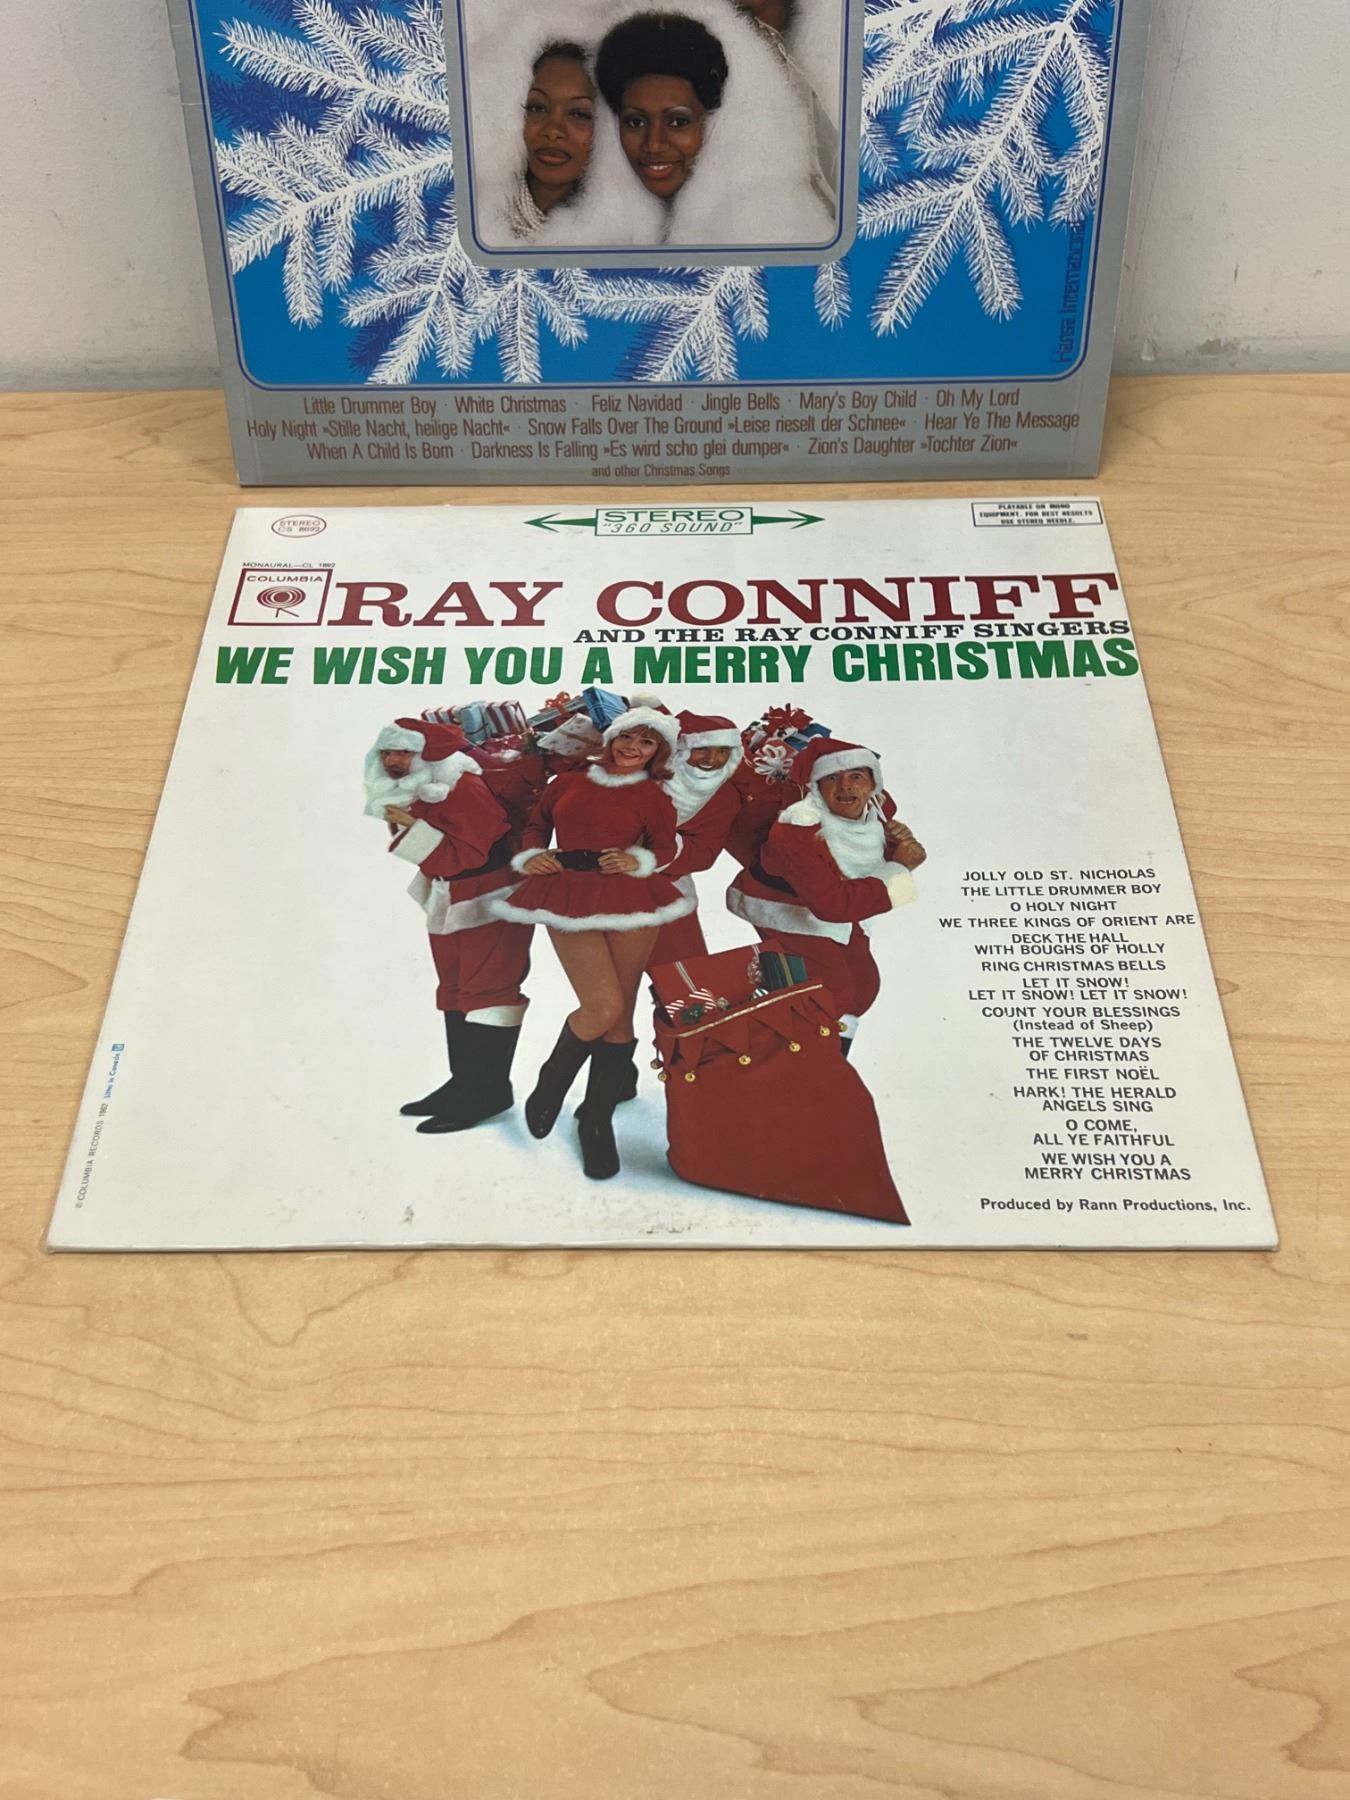 Hansa International
Little Drummer Boy · White Christmas · Feliz Navidad · Jingle Bells · Mary's Boy Child · Oh My Lord
Holy Night »Stille Nacht, heilige Nacht« · Snow Falls Over The Ground »Leise rieselt der Schnee« · Hear Ye The Message
When A Child Is Born · Darkness Is Falling »Es wird scho glei dumper« · Zion's Daughter »Tochter Zion«
and other Christmas Songs
STEREO
CS 8692
STEREO
"360 SOUND"
PLAYABLE ON MONO
EQUIPMENT. FOR BEST RESULTS
USE STEREO NEEDLE.
MONAURAL—CL 1892
COLUMBIA
RAY CONNIFF
AND THE RAY CONNIFF SINGERS
WE WISH YOU A MERRY CHRISTMAS
JOLLY OLD ST. NICHOLAS
THE LITTLE DRUMMER BOY
O HOLY NIGHT
WE THREE KINGS OF ORIENT ARE
DECK THE HALL
WITH BOUGHS OF HOLLY
RING CHRISTMAS BELLS
LET IT SNOW!
LET IT SNOW! LET IT SNOW!
COUNT YOUR BLESSINGS
(Instead of Sheep)
THE TWELVE DAYS
OF CHRISTMAS
THE FIRST NOËL
HARK! THE HERALD
ANGELS SING
O COME,
ALL YE FAITHFUL
WE WISH YOU A
MERRY CHRISTMAS
Produced by Rann Productions, Inc.
© COLUMBIA RECORDS 1962 Litho in Canada